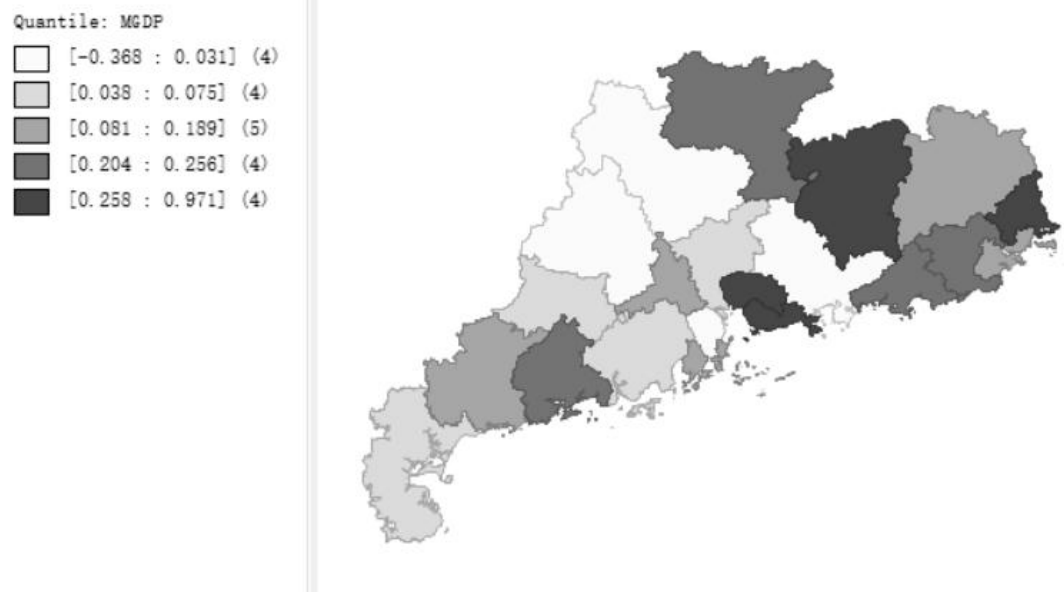 Quantile: MGDP
[-0.368 : 0.031] (4)
[0.038 : 0.075] (4)
[0.081 : 0.189] (5)
[0.204 : 0.256] (4)
[0.258 : 0.971] (4)